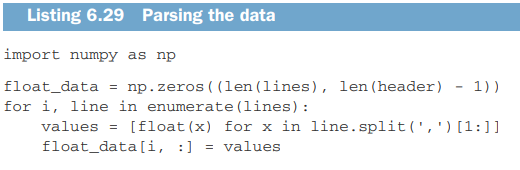 Listing 6.29 Parsing the data
import numpy as np
float_data = np.zeros((len(lines), len(header) - 1))
for i, line in enumerate(lines):
    values = [float(x) for x in line.split(',')[1:]]
    float_data[i, :] = values